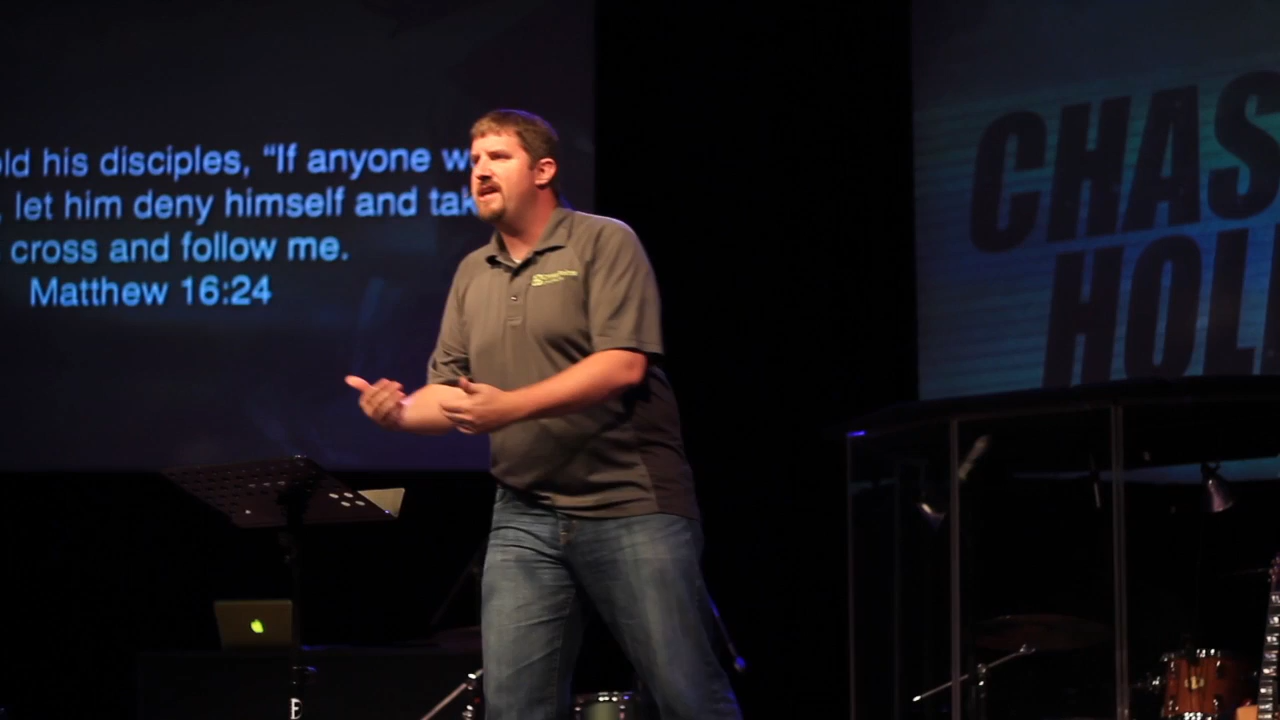 old his disciples, “If anyone w
, let him deny himself and tak
cross and follow me.
Matthew 16:24
CHAS
HOL
E